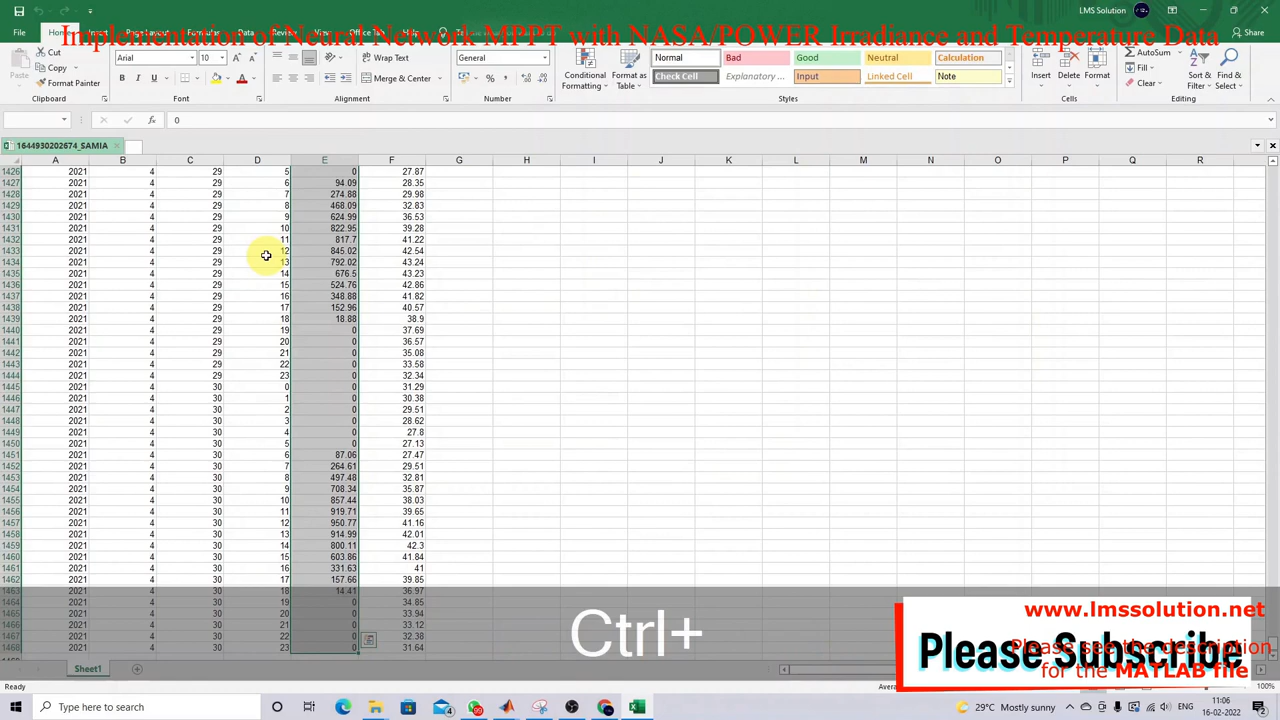 LMS Solution
File Home Insert Page Layout Formulas Data Review View Office Tab Help Share
Implementation of Neural Network MPPT with NASA/POWER Irradiance and Temperature Data
Paste
Cut
Copy
Format Painter
Clipboard
Arial 10
B I U
Font
Wrap Text
Merge & Center
Alignment
General
Number
Conditional Formatting
Format as Table
Normal Bad Good Neutral Calculation
Check Cell Explanatory... Input Linked Cell Note
Styles
Insert Delete Format
Cells
AutoSum
Fill
Clear
Sort & Filter
Find & Select
Editing
fx 0
1644930202674_SAMIA
A B C D E F G H I J K L M N O P Q R
1426 2021 4 29 5 0 27.87
1427 2021 4 29 6 94.09 28.35
1428 2021 4 29 7 274.88 29.98
1429 2021 4 29 8 468.09 32.83
1430 2021 4 29 9 624.99 36.53
1431 2021 4 29 10 822.95 39.28
1432 2021 4 29 11 817.7 41.22
1433 2021 4 29 12 845.02 42.54
1434 2021 4 29 13 792.02 43.24
1435 2021 4 29 14 676.5 43.23
1436 2021 4 29 15 524.76 42.86
1437 2021 4 29 16 348.88 41.82
1438 2021 4 29 17 152.96 40.57
1439 2021 4 29 18 18.88 38.9
1440 2021 4 29 19 0 37.69
1441 2021 4 29 20 0 36.57
1442 2021 4 29 21 0 35.08
1443 2021 4 29 22 0 33.58
1444 2021 4 29 23 0 32.34
1445 2021 4 30 0 0 31.29
1446 2021 4 30 1 0 30.38
1447 2021 4 30 2 0 29.51
1448 2021 4 30 3 0 28.62
1449 2021 4 30 4 0 27.8
1450 2021 4 30 5 0 27.13
1451 2021 4 30 6 87.06 27.47
1452 2021 4 30 7 264.61 29.51
1453 2021 4 30 8 497.48 32.81
1454 2021 4 30 9 708.34 35.87
1455 2021 4 30 10 857.44 38.03
1456 2021 4 30 11 919.71 39.65
1457 2021 4 30 12 950.77 41.16
1458 2021 4 30 13 914.99 42.01
1459 2021 4 30 14 800.11 42.3
1460 2021 4 30 15 603.86 41.84
1461 2021 4 30 16 331.63 41
1462 2021 4 30 17 157.66 39.85
1463 2021 4 30 18 14.41 36.97
1464 2021 4 30 19 0 34.85
1465 2021 4 30 20 0 33.94
1466 2021 4 30 21 0 33.12
1467 2021 4 30 22 0 32.38
1468 2021 4 30 23 0 31.64
Ctrl+
www.lmssolution.net
Please Subscribe
Please see the description
for the MATLAB file
Sheet1
Ready
100%
Type here to search
29°C Mostly sunny
11:06
16-02-2022